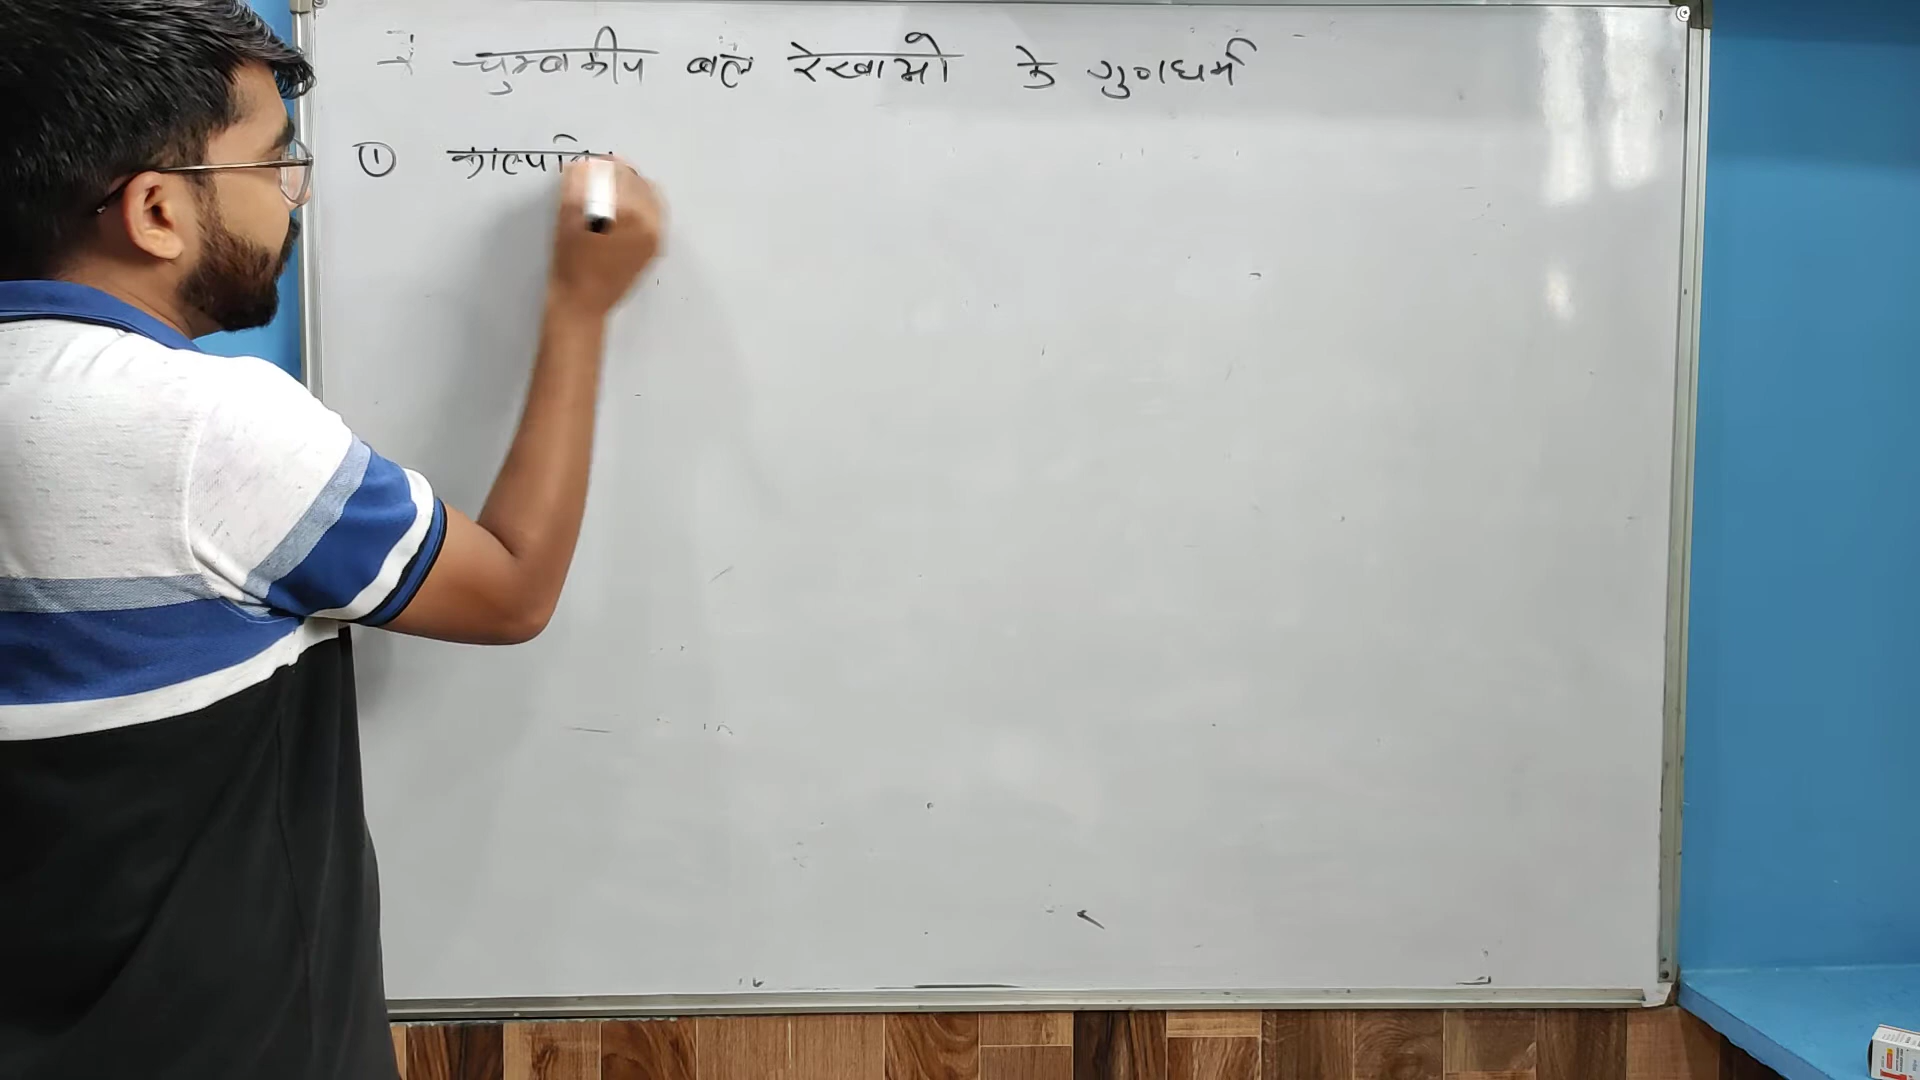 चुम्बकीय बल रेखाओ के गुणधर्म
① काल्पनि